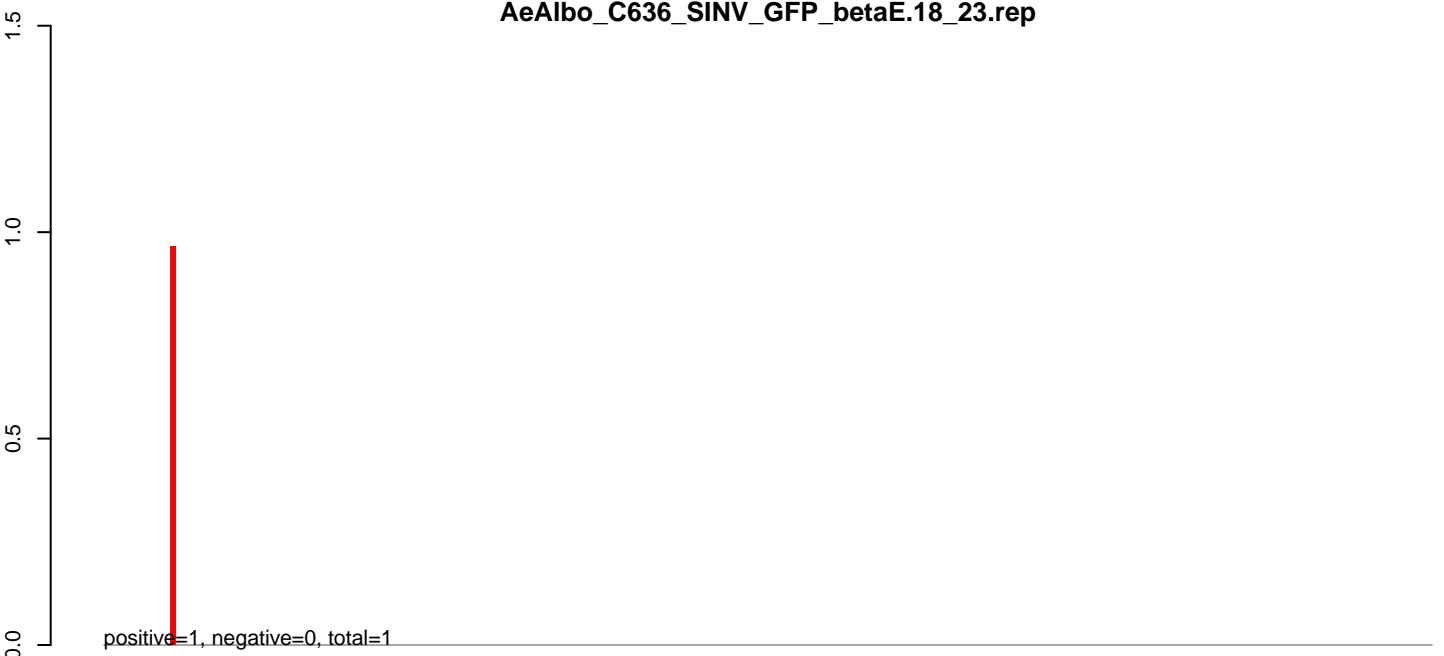 AeAlbo_C636_SINV_GFP_betaE.18_23.rep
1.5
1.0
0.5
0.0
positive=1, negative=0, total=1